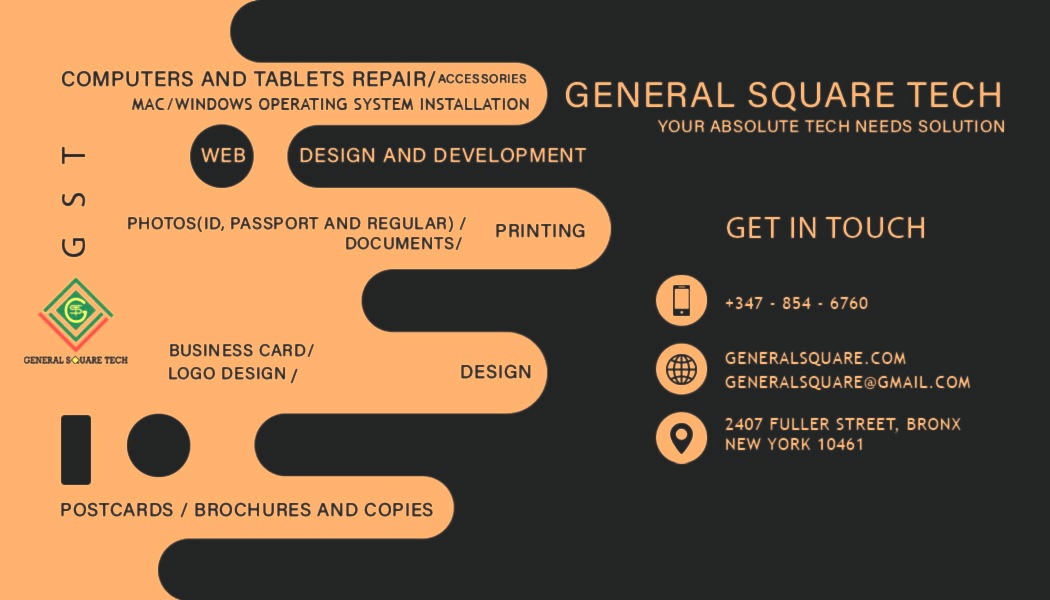 COMPUTERS AND TABLETS REPAIR/ACCESSORIES
MAC/WINDOWS OPERATING SYSTEM INSTALLATION
WEB DESIGN AND DEVELOPMENT
PHOTOS(ID, PASSPORT AND REGULAR) /
DOCUMENTS/
PRINTING
G S T
GS
GENERAL SQUARE TECH
BUSINESS CARD/
LOGO DESIGN /
DESIGN
POSTCARDS / BROCHURES AND COPIES
GENERAL SQUARE TECH
YOUR ABSOLUTE TECH NEEDS SOLUTION
GET IN TOUCH
+347 - 854 - 6760
GENERALSQUARE.COM
GENERALSQUARE@GMAIL.COM
2407 FULLER STREET, BRONX
NEW YORK 10461